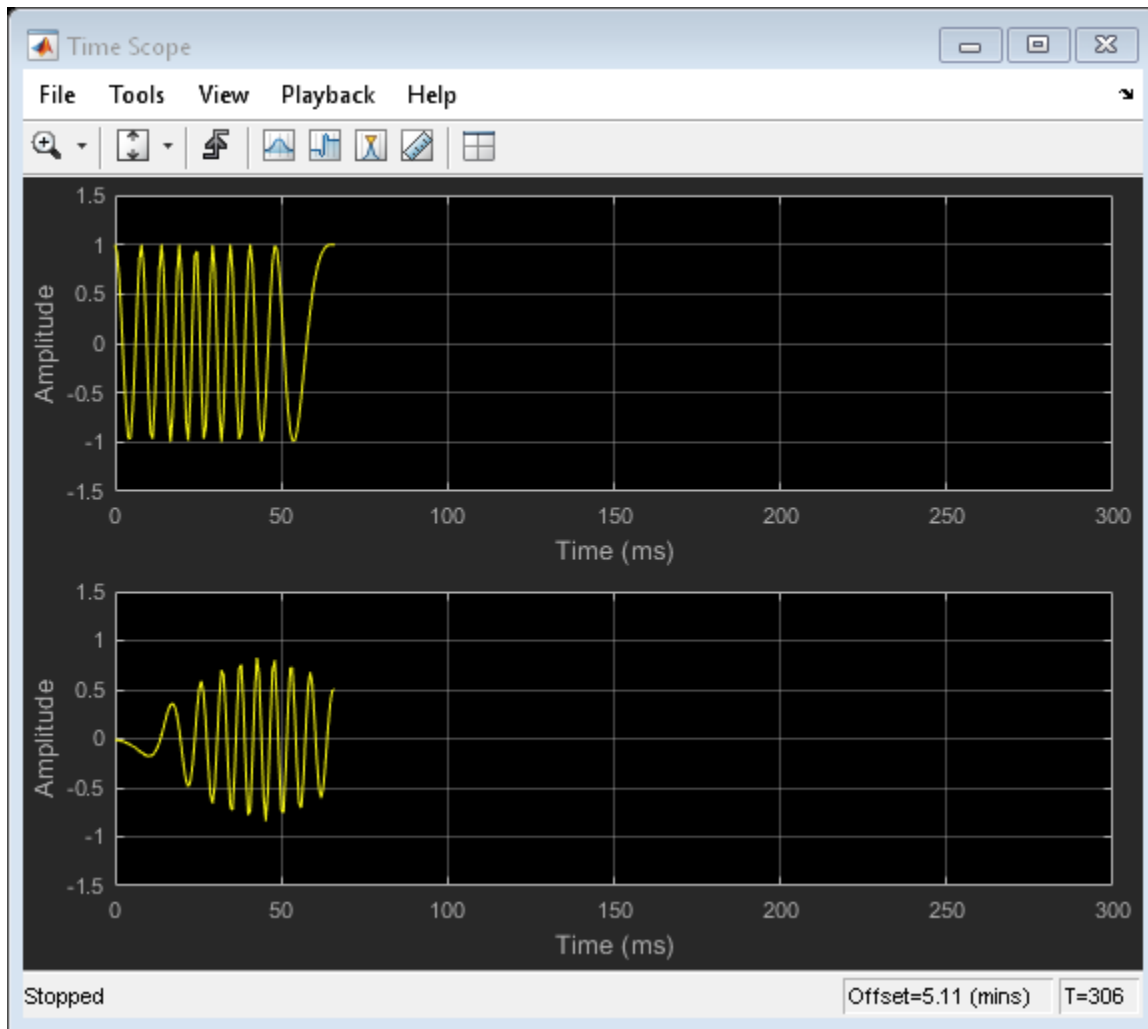 Time Scope
File Tools View Playback Help
1.5
1
0.5
0
-0.5
-1
-1.5
Amplitude
0 50 100 150 200 250 300
Time (ms)
1.5
1
0.5
0
-0.5
-1
-1.5
Amplitude
0 50 100 150 200 250 300
Time (ms)
Stopped Offset=5.11 (mins) T=306